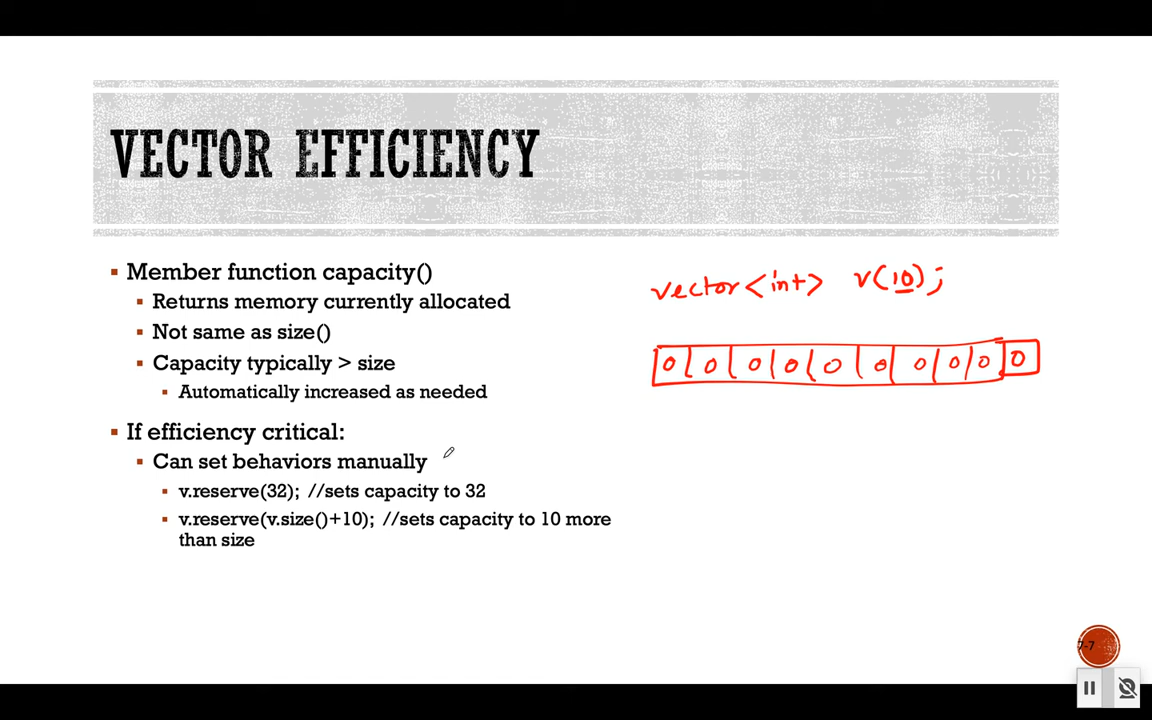 VECTOR EFFICIENCY
▪ Member function capacity()
▪ Returns memory currently allocated
▪ Not same as size()
▪ Capacity typically > size
▪ Automatically increased as needed
▪ If efficiency critical:
▪ Can set behaviors manually
▪ v.reserve(32); //sets capacity to 32
▪ v.reserve(v.size()+10); //sets capacity to 10 more
than size
vector<int> v(10);
0 0 0 0 0 0 0 0 0 0
7-7